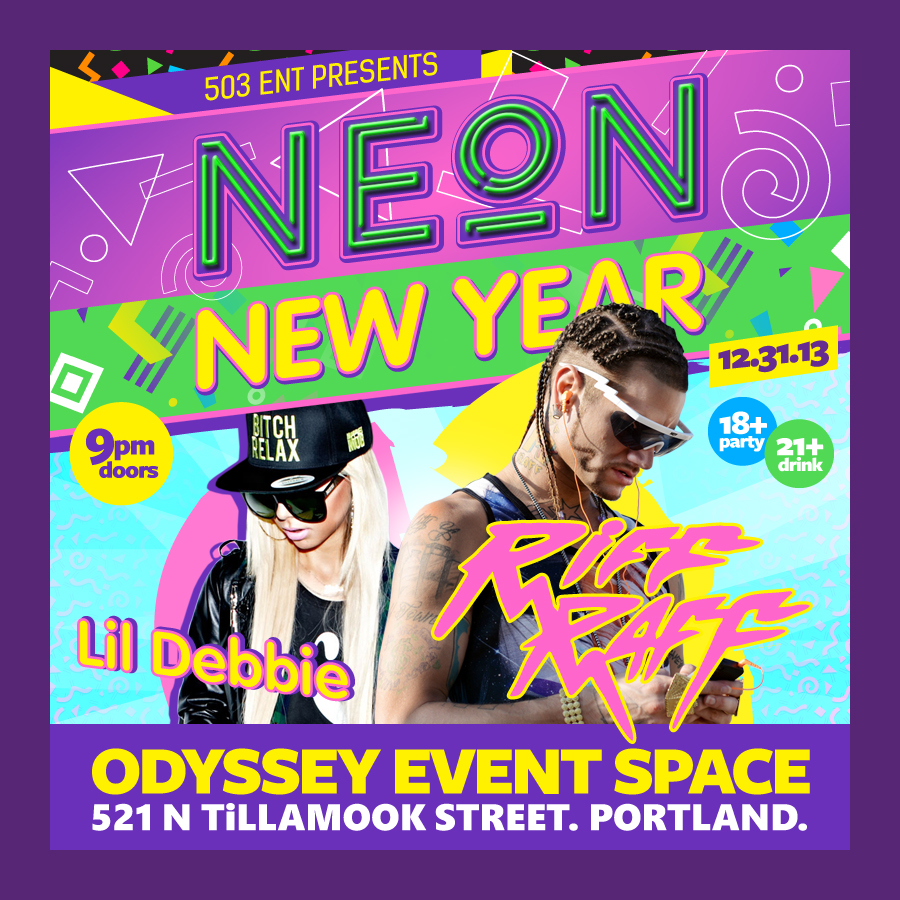 503 ENT PRESENTS
NEON
NEW YEAR
12.31.13
18+
party
21+
drink
9pm
doors
BITCH
RELAX
Lil Debbie
RiFF
RAFF
ODYSSEY EVENT SPACE
521 N TiLLAMOOK STREET. PORTLAND.